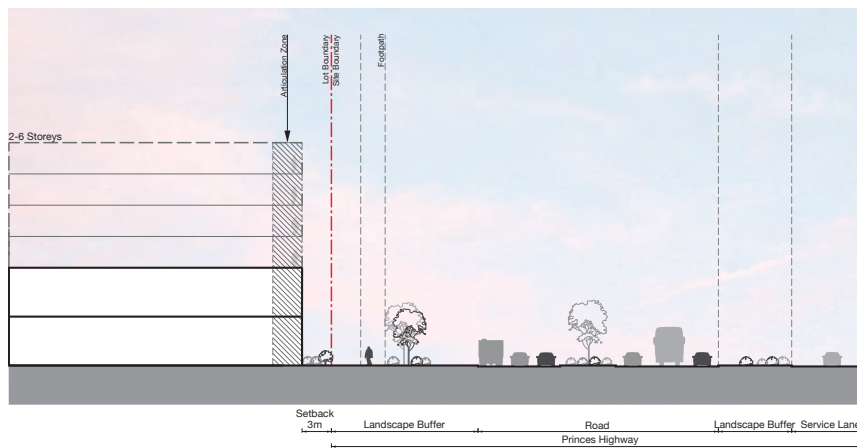 Articulation Zone
Lot Boundary
Site Boundary
Footpath
2-6 Storeys
Setback
3m
Landscape Buffer
Road
Landscape Buffer
Service Lane
Princes Highway